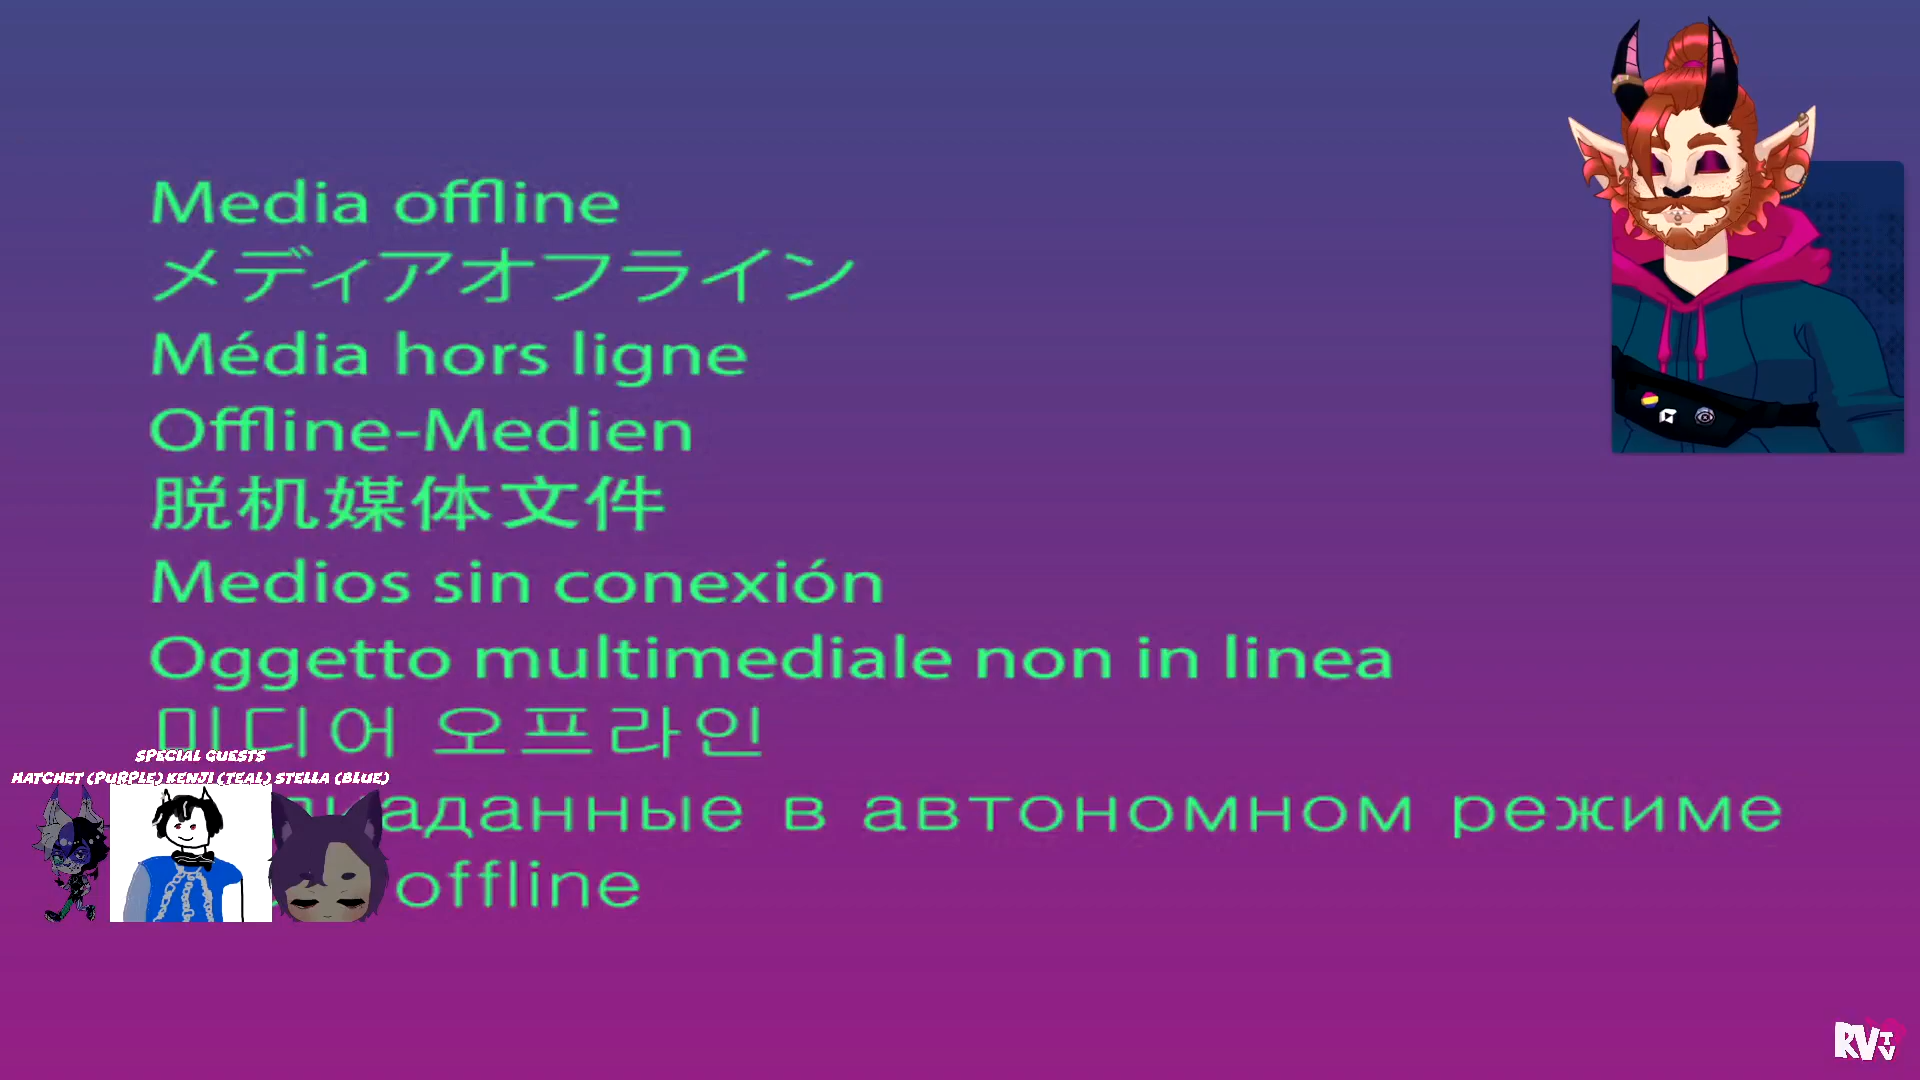 Media offline
メディアオフライン
Média hors ligne
Offline-Medien
脱机媒体文件
Medios sin conexión
Oggetto multimediale non in linea
미디어 오프라인
SPECIAL GUESTS
HATCHET (PURPLE) KENJI (TEAL) STELLA (BLUE)
в автономном режиме
offline
RVTV